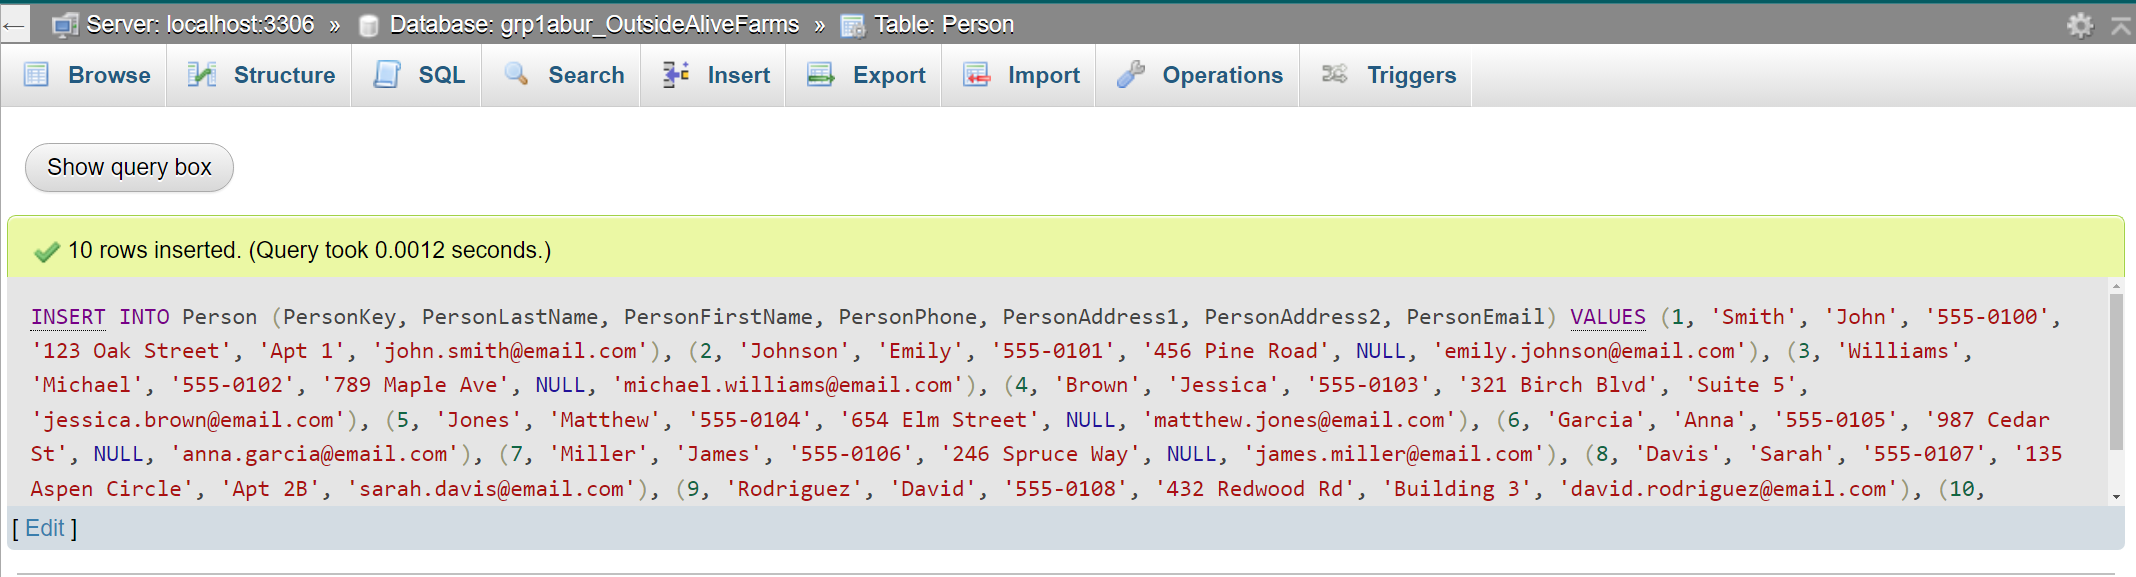 Server: localhost:3306 » Database: grp1abur_OutsideAliveFarms » Table: Person
Browse Structure SQL Search Insert Export Import Operations Triggers
Show query box
10 rows inserted. (Query took 0.0012 seconds.)
INSERT INTO Person (PersonKey, PersonLastName, PersonFirstName, PersonPhone, PersonAddress1, PersonAddress2, PersonEmail) VALUES (1, 'Smith', 'John', '555-0100',
'123 Oak Street', 'Apt 1', 'john.smith@email.com'), (2, 'Johnson', 'Emily', '555-0101', '456 Pine Road', NULL, 'emily.johnson@email.com'), (3, 'Williams',
'Michael', '555-0102', '789 Maple Ave', NULL, 'michael.williams@email.com'), (4, 'Brown', 'Jessica', '555-0103', '321 Birch Blvd', 'Suite 5',
'jessica.brown@email.com'), (5, 'Jones', 'Matthew', '555-0104', '654 Elm Street', NULL, 'matthew.jones@email.com'), (6, 'Garcia', 'Anna', '555-0105', '987 Cedar
St', NULL, 'anna.garcia@email.com'), (7, 'Miller', 'James', '555-0106', '246 Spruce Way', NULL, 'james.miller@email.com'), (8, 'Davis', 'Sarah', '555-0107', '135
Aspen Circle', 'Apt 2B', 'sarah.davis@email.com'), (9, 'Rodriguez', 'David', '555-0108', '432 Redwood Rd', 'Building 3', 'david.rodriguez@email.com'), (10,
[ Edit ]